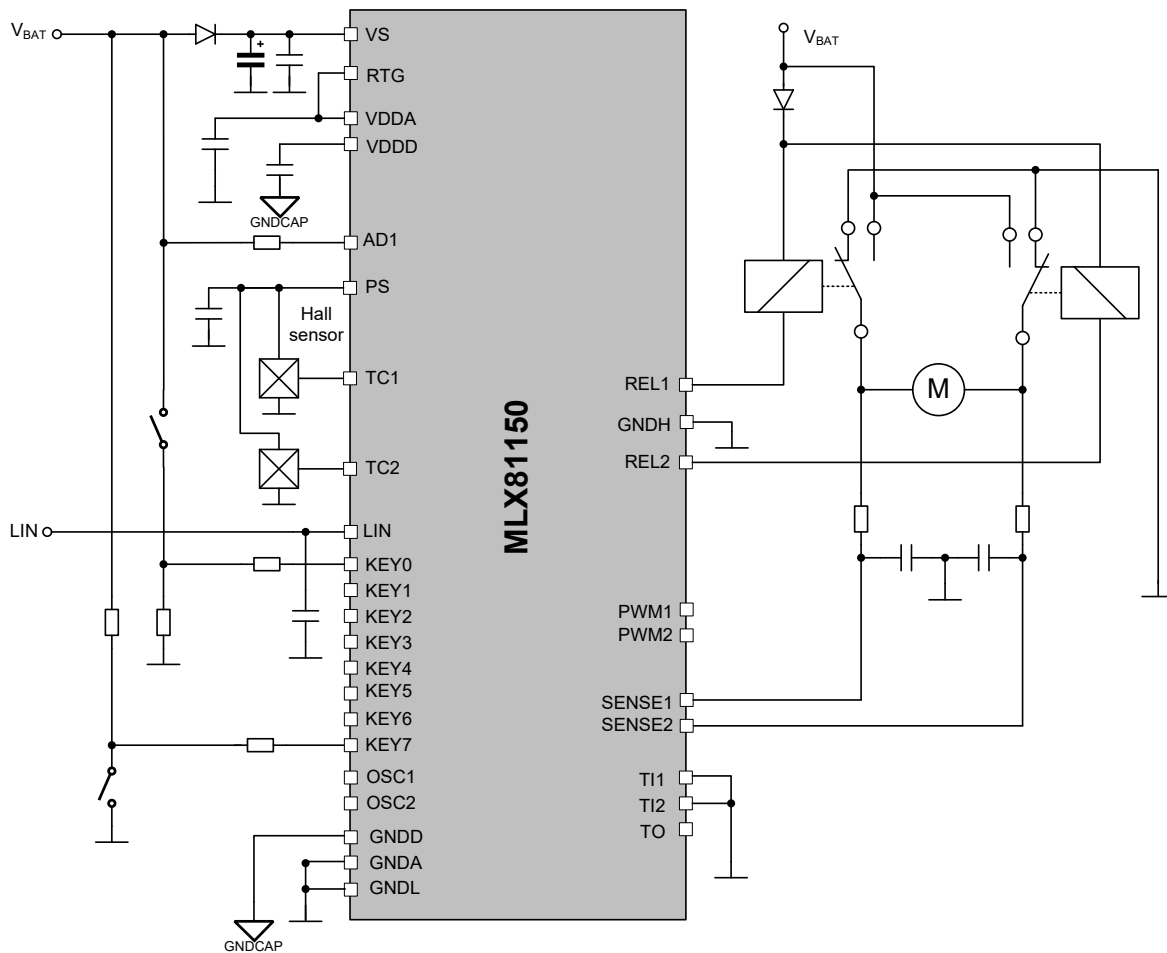 VBAT
VS
RTG
VDDA
VDDD
GNDCAP
AD1
PS
Hall
sensor
TC1
TC2
LIN
LIN
KEY0
KEY1
KEY2
KEY3
KEY4
KEY5
KEY6
KEY7
OSC1
OSC2
GNDD
GNDA
GNDL
GNDCAP
MLX81150
VBAT
REL1
GNDH
REL2
M
PWM1
PWM2
SENSE1
SENSE2
TI1
TI2
TO
+